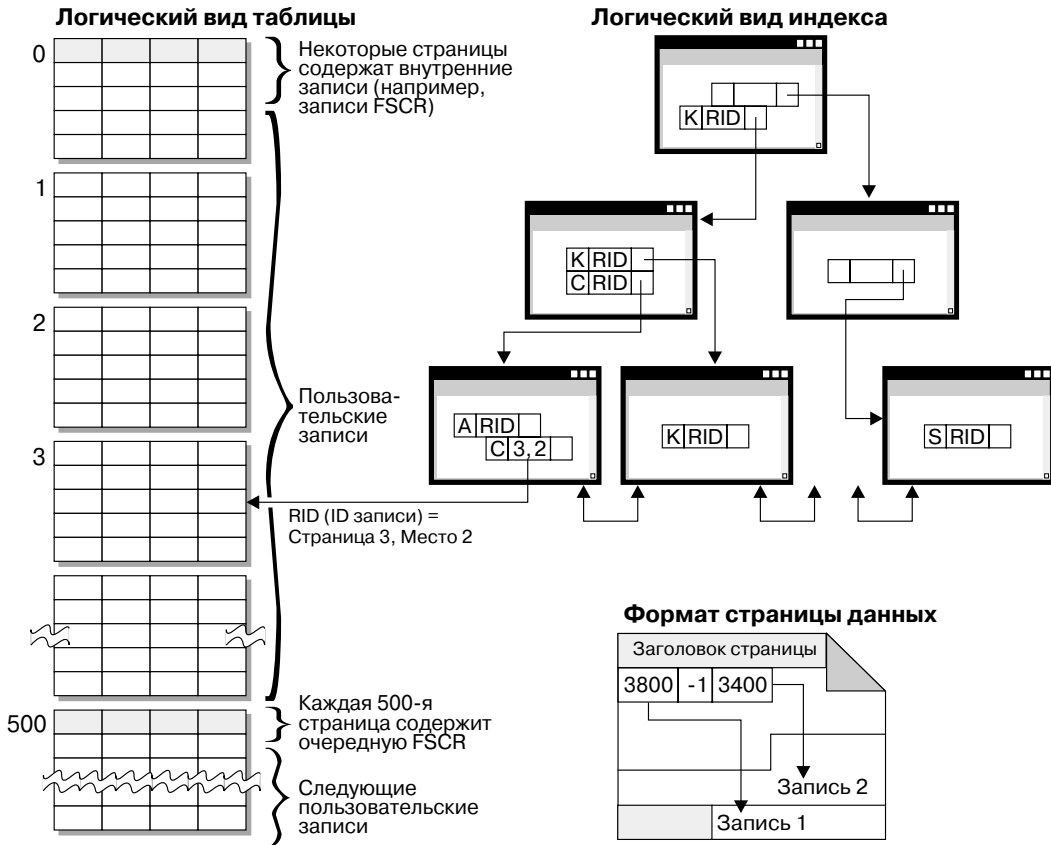 Логический вид таблицы
0
Некоторые страницы
содержат внутренние
записи (например,
записи FSCR)
1
2
Пользова-
тельские
записи
3
RID (ID записи) =
Страница 3, Место 2
500
Каждая 500-я
страница содержит
очередную FSCR
Следующие
пользовательские
записи
Логический вид индекса
K RID
K RID
C RID
A RID
C 3, 2
K RID
S RID
Формат страницы данных
Заголовок страницы
3800 -1 3400
Запись 2
Запись 1